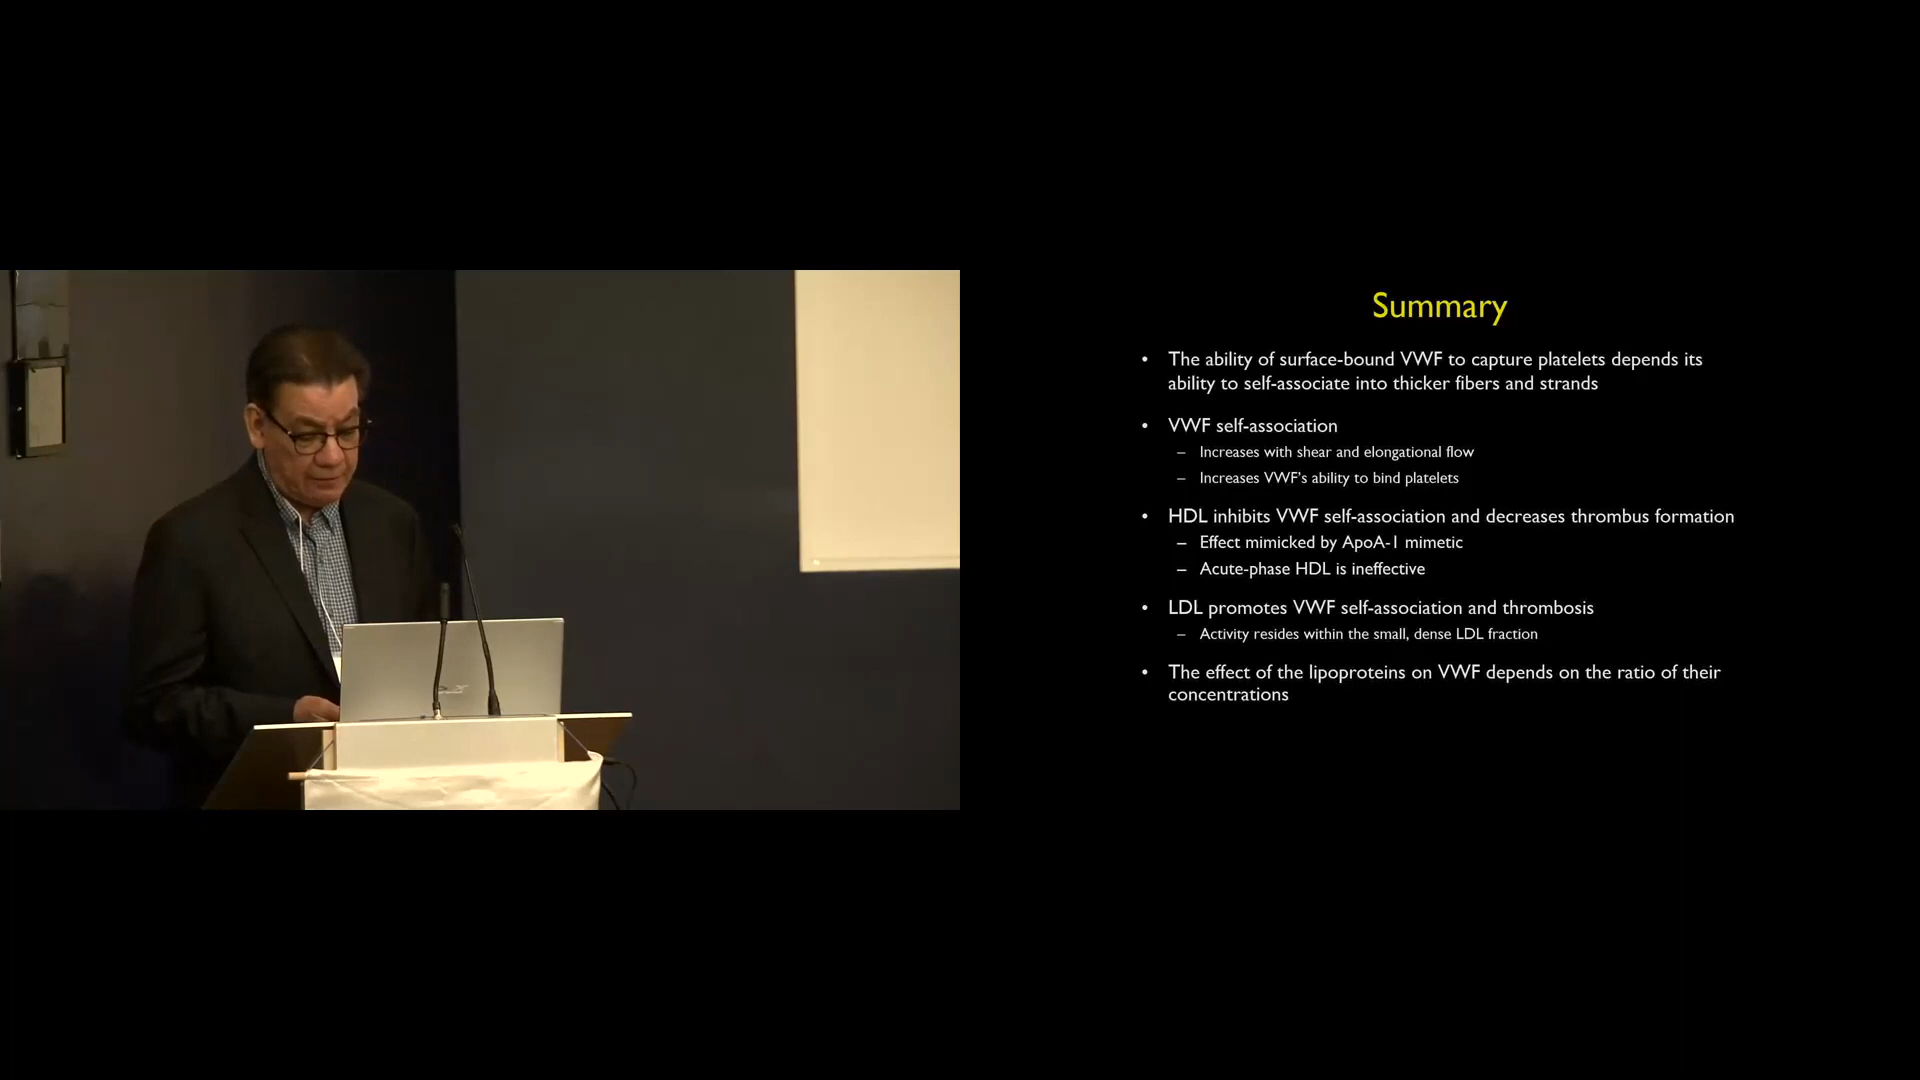 Summary
• The ability of surface-bound VWF to capture platelets depends its
ability to self-associate into thicker fibers and strands
• VWF self-association
– Increases with shear and elongational flow
– Increases VWF's ability to bind platelets
• HDL inhibits VWF self-association and decreases thrombus formation
– Effect mimicked by ApoA-1 mimetic
– Acute-phase HDL is ineffective
• LDL promotes VWF self-association and thrombosis
– Activity resides within the small, dense LDL fraction
• The effect of the lipoproteins on VWF depends on the ratio of their
concentrations